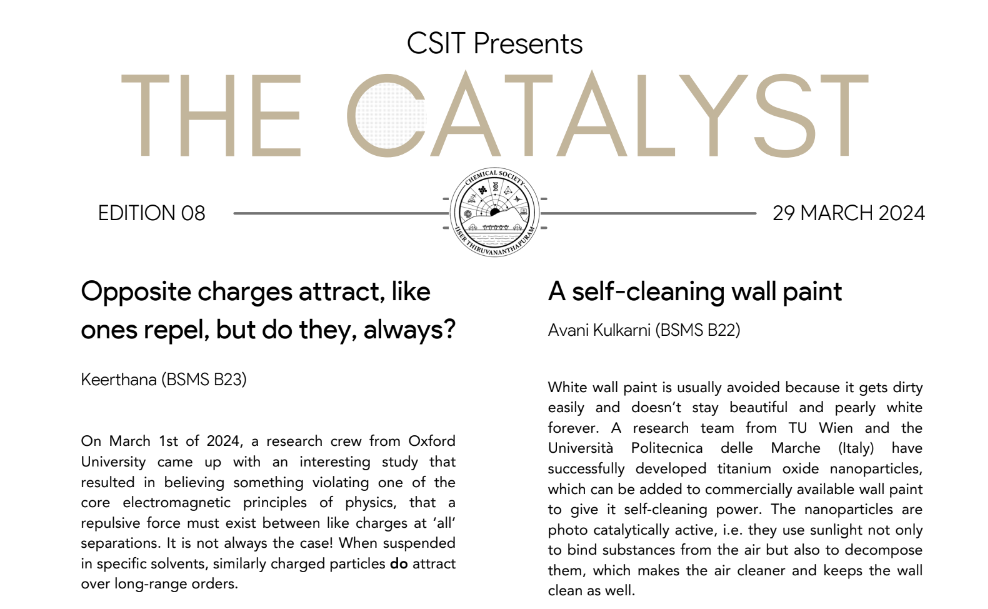 CSIT Presents
THE CATALYST
CHEMICAL SOCIETY
IISER THIRUVANANTHAPURAM
EDITION 08
29 MARCH 2024
Opposite charges attract, like
ones repel, but do they, always?
Keerthana (BSMS B23)
On March 1st of 2024, a research crew from Oxford
University came up with an interesting study that
resulted in believing something violating one of the
core electromagnetic principles of physics, that a
repulsive force must exist between like charges at ‘all’
separations. It is not always the case! When suspended
in specific solvents, similarly charged particles do attract
over long-range orders.
A self-cleaning wall paint
Avani Kulkarni (BSMS B22)
White wall paint is usually avoided because it gets dirty
easily and doesn’t stay beautiful and pearly white
forever. A research team from TU Wien and the
Università Politecnica delle Marche (Italy) have
successfully developed titanium oxide nanoparticles,
which can be added to commercially available wall paint
to give it self-cleaning power. The nanoparticles are
photo catalytically active, i.e. they use sunlight not only
to bind substances from the air but also to decompose
them, which makes the air cleaner and keeps the wall
clean as well.